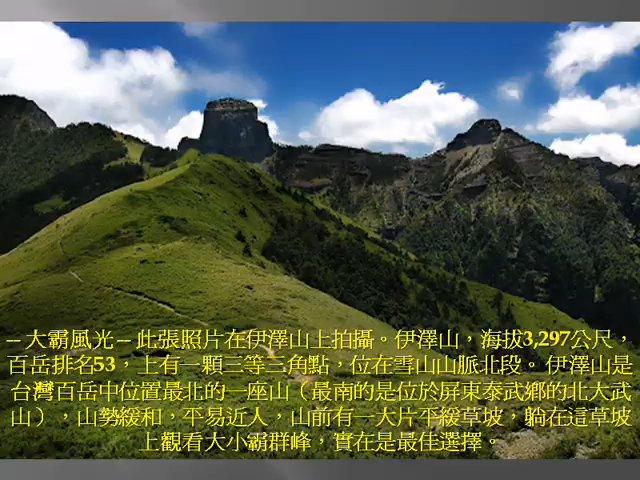 -- 大霸風光 -- 此張照片在伊澤山上拍攝。伊澤山，海拔3,297公尺，
百岳排名53，上有一顆三等三角點，位在雪山山脈北段。 伊澤山是
台灣百岳中位置最北的一座山（最南的是位於屏東泰武鄉的北大武
山），山勢緩和，平易近人，山前有一大片平緩草坡，躺在這草坡
上觀看大小霸群峰，實在是最佳選擇。